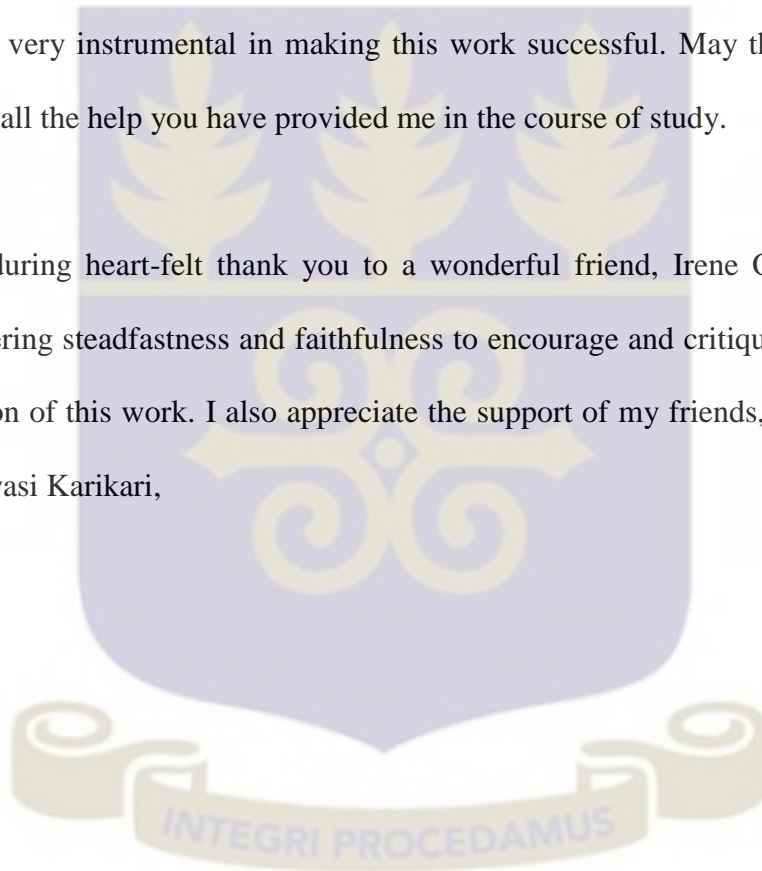 very instrumental in making this work successful. May th
all the help you have provided me in the course of study.
during heart-felt thank you to a wonderful friend, Irene
ering steadfastness and faithfulness to encourage and critiqu
on of this work. I also appreciate the support of my friends,
vasi Karikari,
INTEGRI PROCEDAMUS